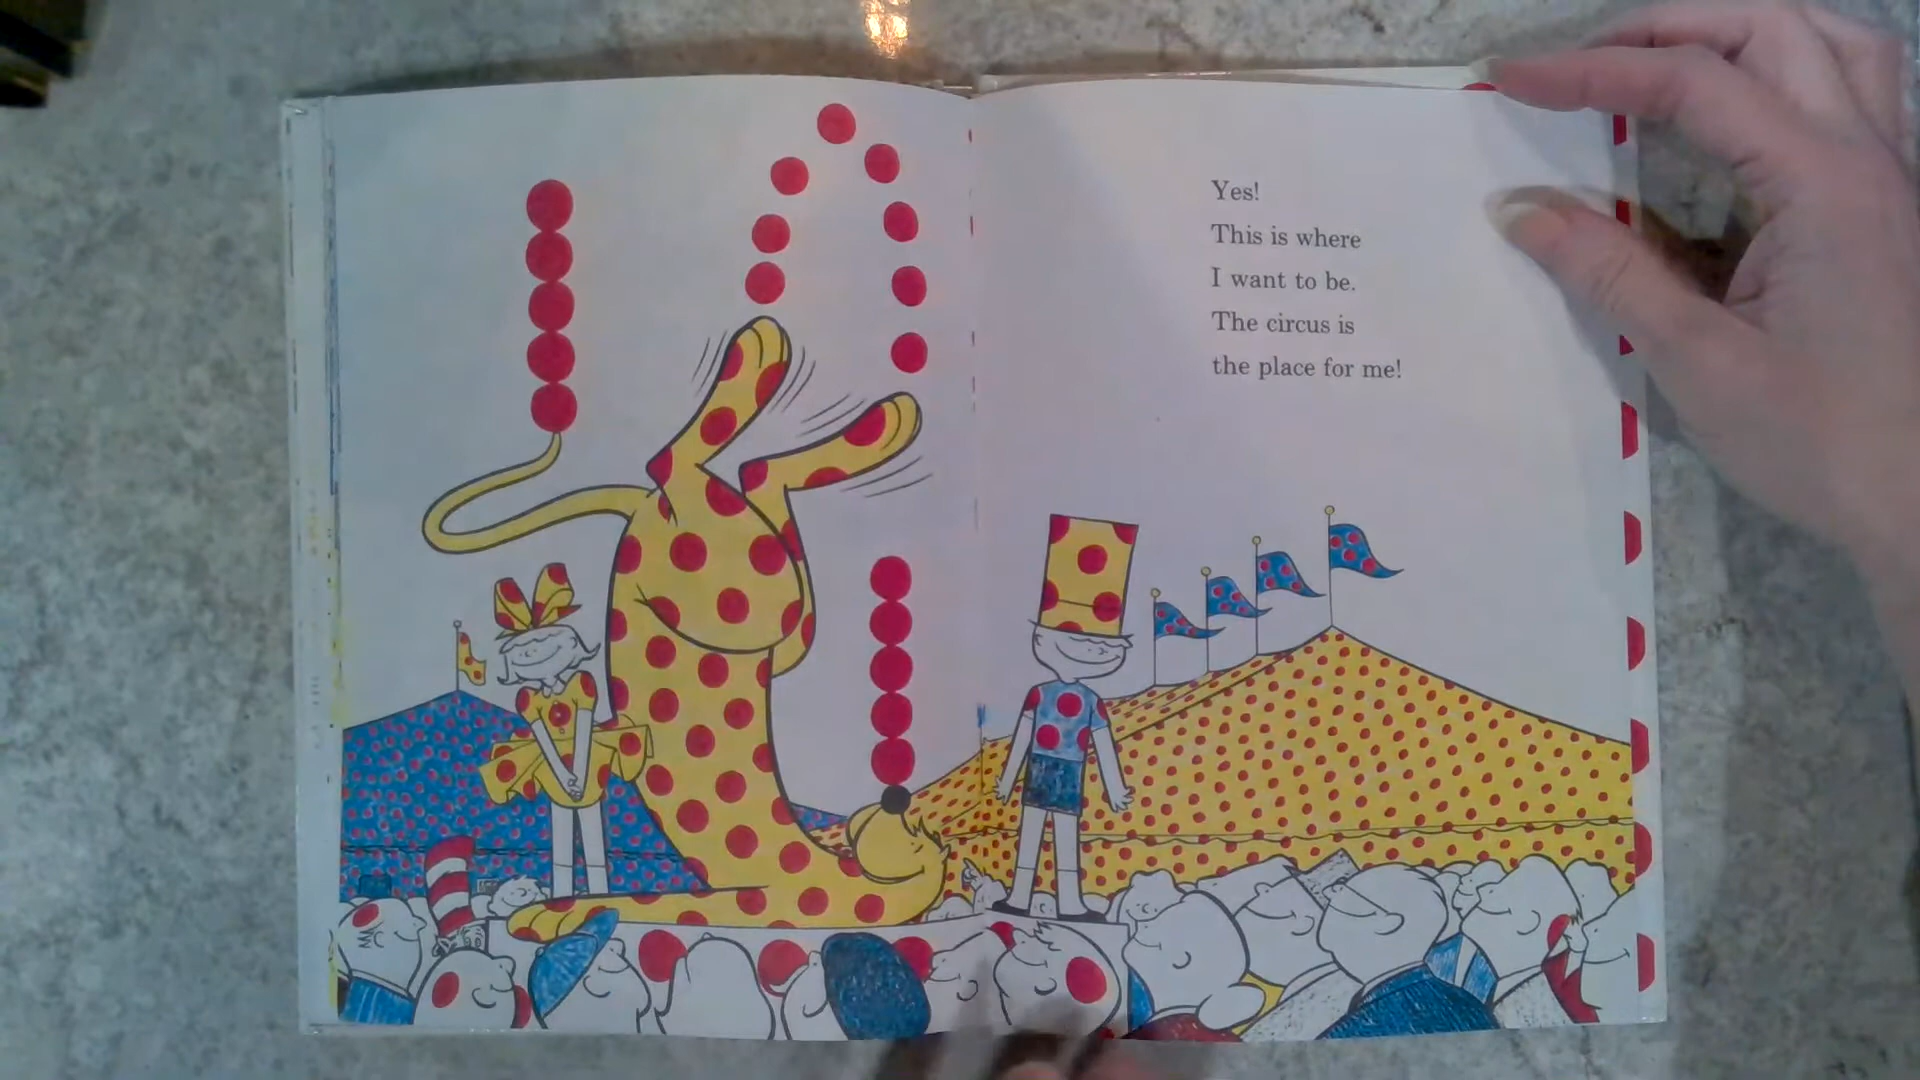 Yes!
This is where
I want to be.
The circus is
the place for me!